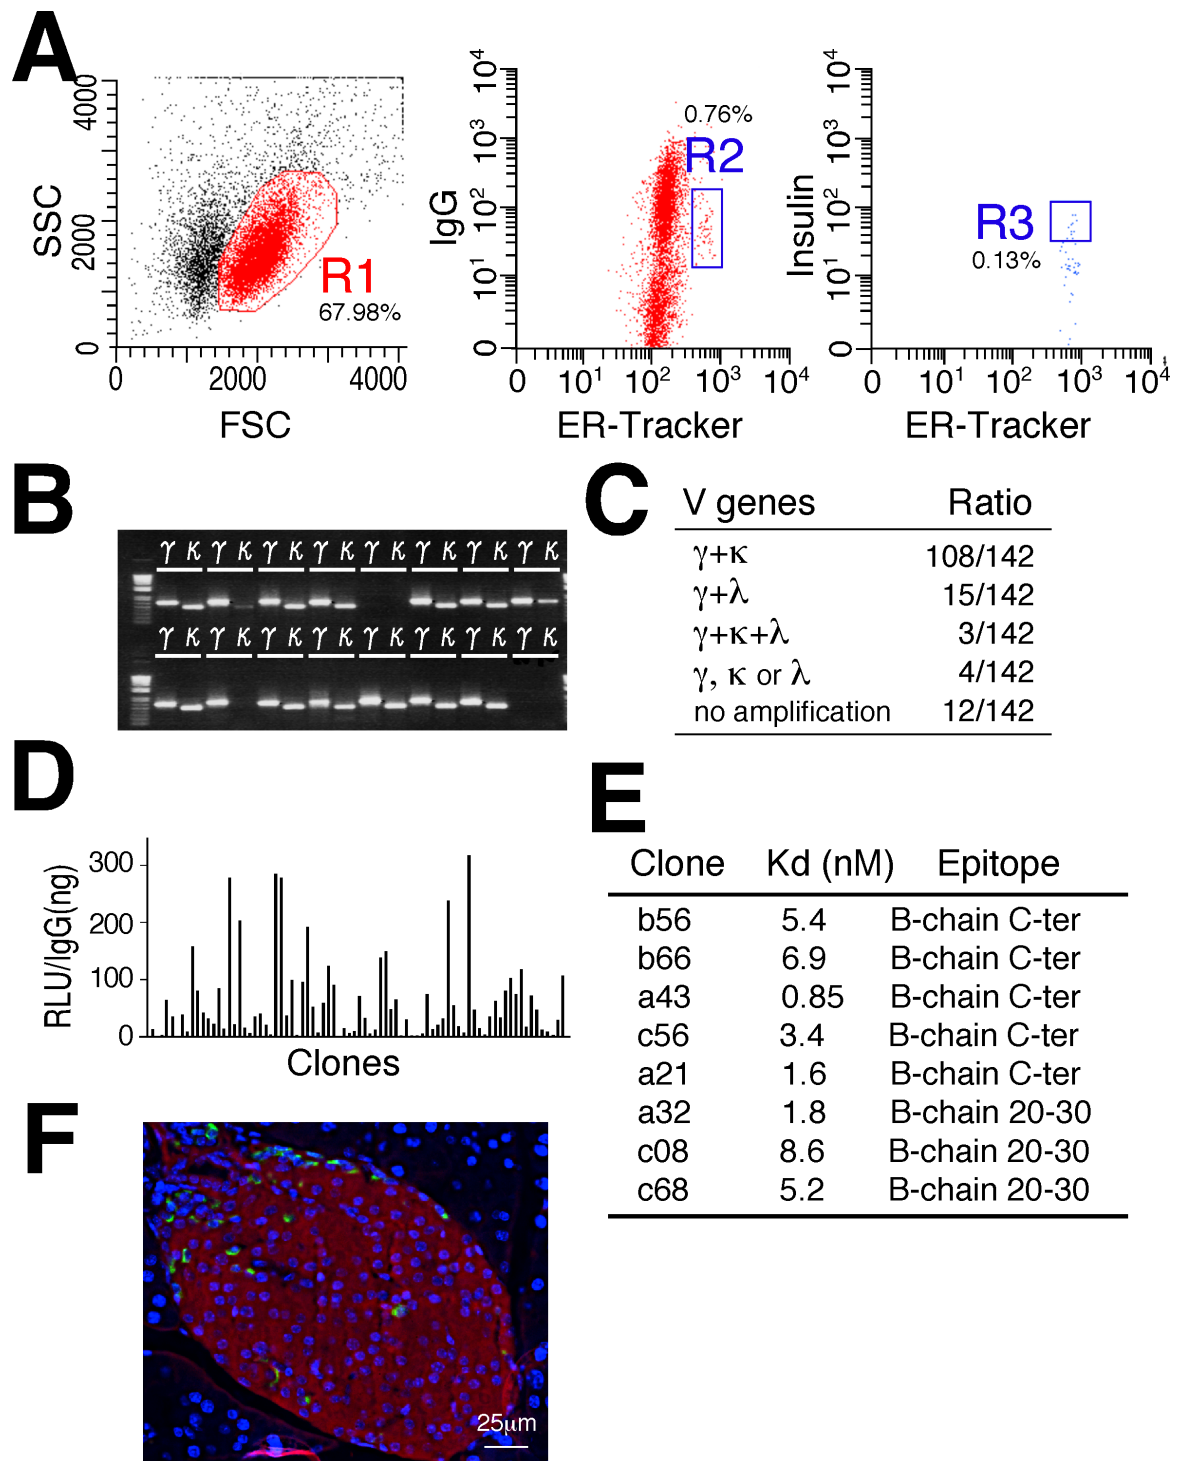 A
4000
2000
0
SSC
0 2000 4000
FSC
R1
67.98%
10⁴
10³
10²
10¹
0
IgG
0 10¹ 10² 10³ 10⁴
ER-Tracker
0.76%
R2
10⁴
10³
10²
10¹
0
Insulin
0 10¹ 10² 10³ 10⁴
ER-Tracker
R3
0.13%
B
γ κ γ κ γ κ γ κ γ κ γ κ γ κ γ κ
γ κ γ κ γ κ γ κ γ κ γ κ γ κ γ κ
C
V genes Ratio
γ+κ 108/142
γ+λ 15/142
γ+κ+λ 3/142
γ, κ or λ 4/142
no amplification 12/142
D
300
200
100
0
RLU/IgG(ng)
Clones
E
Clone Kd (nM) Epitope
b56 5.4 B-chain C-ter
b66 6.9 B-chain C-ter
a43 0.85 B-chain C-ter
c56 3.4 B-chain C-ter
a21 1.6 B-chain C-ter
a32 1.8 B-chain 20-30
c08 8.6 B-chain 20-30
c68 5.2 B-chain 20-30
F
25μm